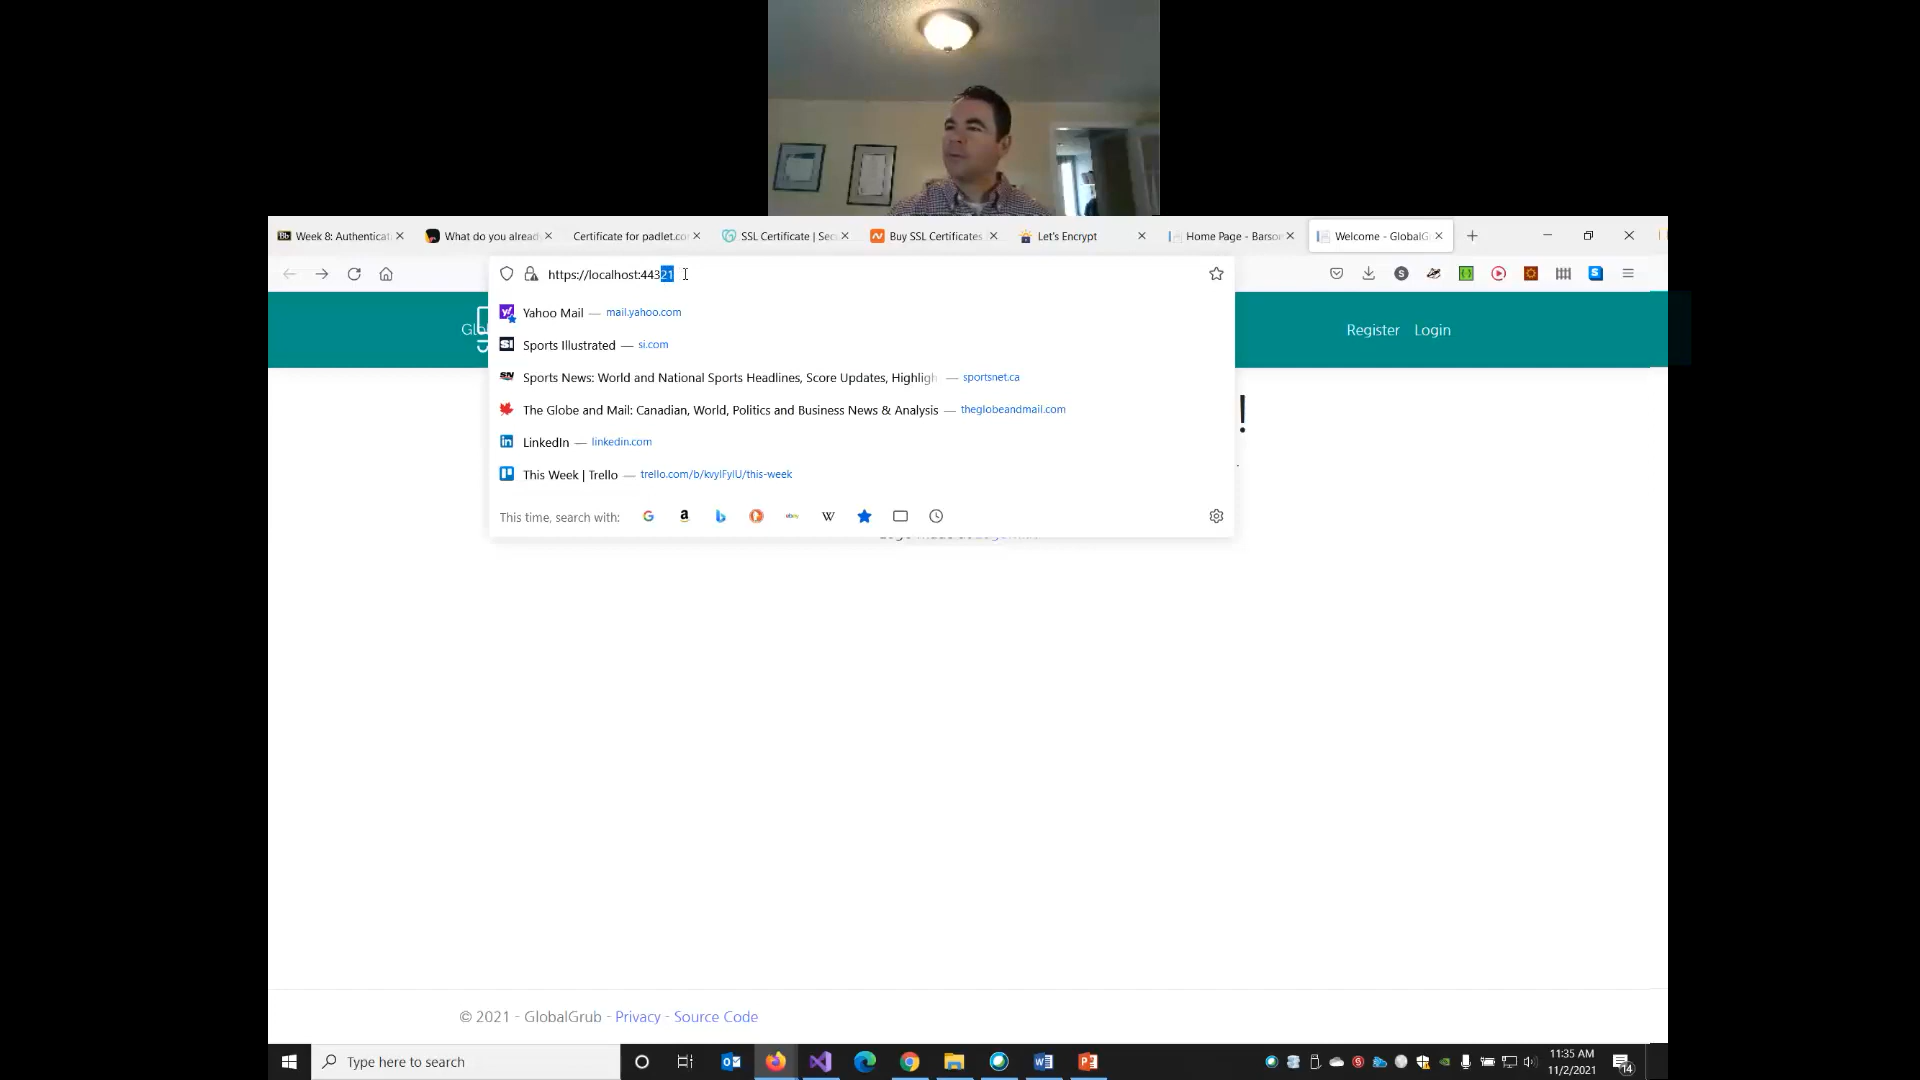 Week 8: Authenticat
What do you alread
Certificate for padlet.co
SSL Certificate | Sec
Buy SSL Certificates
Let's Encrypt
Home Page - Barson
Welcome - GlobalG
https://localhost:44321
Yahoo Mail — mail.yahoo.com
Sports Illustrated — si.com
Sports News: World and National Sports Headlines, Score Updates, Highligh — sportsnet.ca
The Globe and Mail: Canadian, World, Politics and Business News & Analysis — theglobeandmail.com
LinkedIn — linkedin.com
This Week | Trello — trello.com/b/kvylFylU/this-week
This time, search with:
Register Login
!
© 2021 - GlobalGrub - Privacy - Source Code
Type here to search
11:35 AM
11/2/2021
14